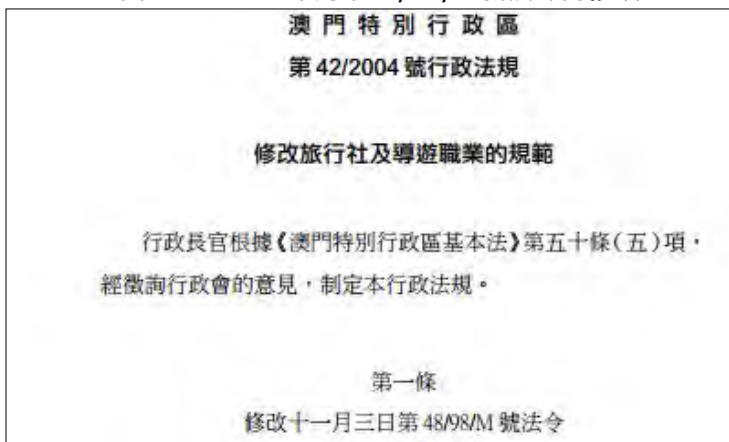 澳門特別行政區
第42/2004號行政法規
修改旅行社及導遊職業的規範
行政長官根據《澳門特別行政區基本法》第五十條(五)項，
經徵詢行政會的意見，制定本行政法規。
第一條
修改十一月三日第48/98/M號法令